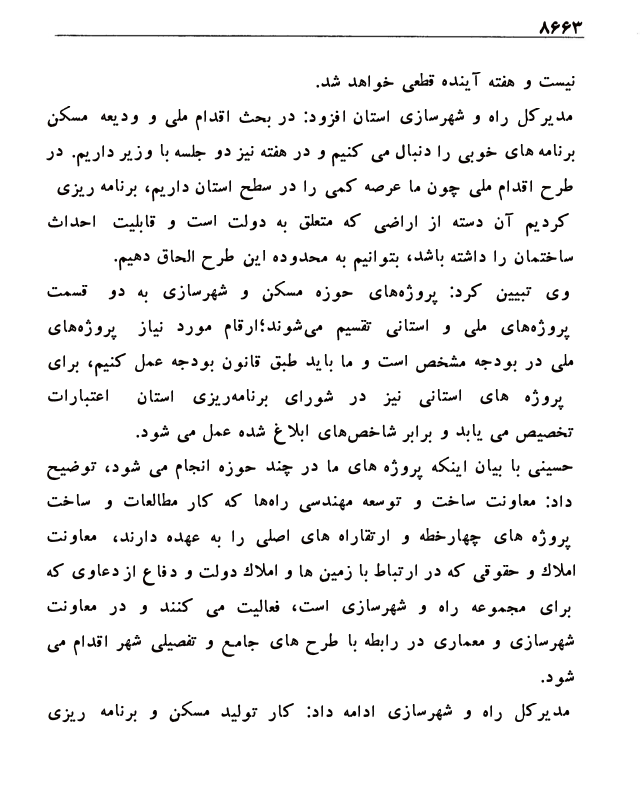 ۸۶۶۳
نیست و هفته آینده قطعی خواهد شد.
مدیرکل راه و شهرسازی استان افزود: در بحث اقدام ملی و ودیعه مسکن
برنامه های خوبی را دنبال می کنیم و در هفته نیز دو جلسه با وزیر داریم. در
طرح اقدام ملی چون ما عرصه کمی را در سطح استان داریم، برنامه ریزی
کردیم آن دسته از اراضی که متعلق به دولت است و قابلیت احداث
ساختمان را داشته باشد، بتوانیم به محدوده این طرح الحاق دهیم.
وی تبیین کرد: پروژه‌های حوزه مسکن و شهرسازی به دو قسمت
پروژه‌های ملی و استانی تقسیم می‌شوند؛ارقام مورد نیاز پروژه‌های
ملی در بودجه مشخص است و ما باید طبق قانون بودجه عمل کنیم، برای
پروژه های استانی نیز در شورای برنامه‌ریزی استان اعتبارات
تخصیص می یابد و برابر شاخص‌های ابلاغ شده عمل می شود.
حسینی با بیان اینکه پروژه های ما در چند حوزه انجام می شود، توضیح
داد: معاونت ساخت و توسعه مهندسی راه‌ها که کار مطالعات و ساخت
پروژه های چهارخطه و ارتقاراه های اصلی را به عهده دارند، معاونت
املاك و حقوقی که در ارتباط با زمین ها و املاك دولت و دفاع از دعاوی که
برای مجموعه راه و شهرسازی است، فعالیت می کنند و در معاونت
شهرسازی و معماری در رابطه با طرح های جامع و تفصیلی شهر اقدام می
شود.
مدیرکل راه و شهرسازی ادامه داد: کار تولید مسکن و برنامه ریزی